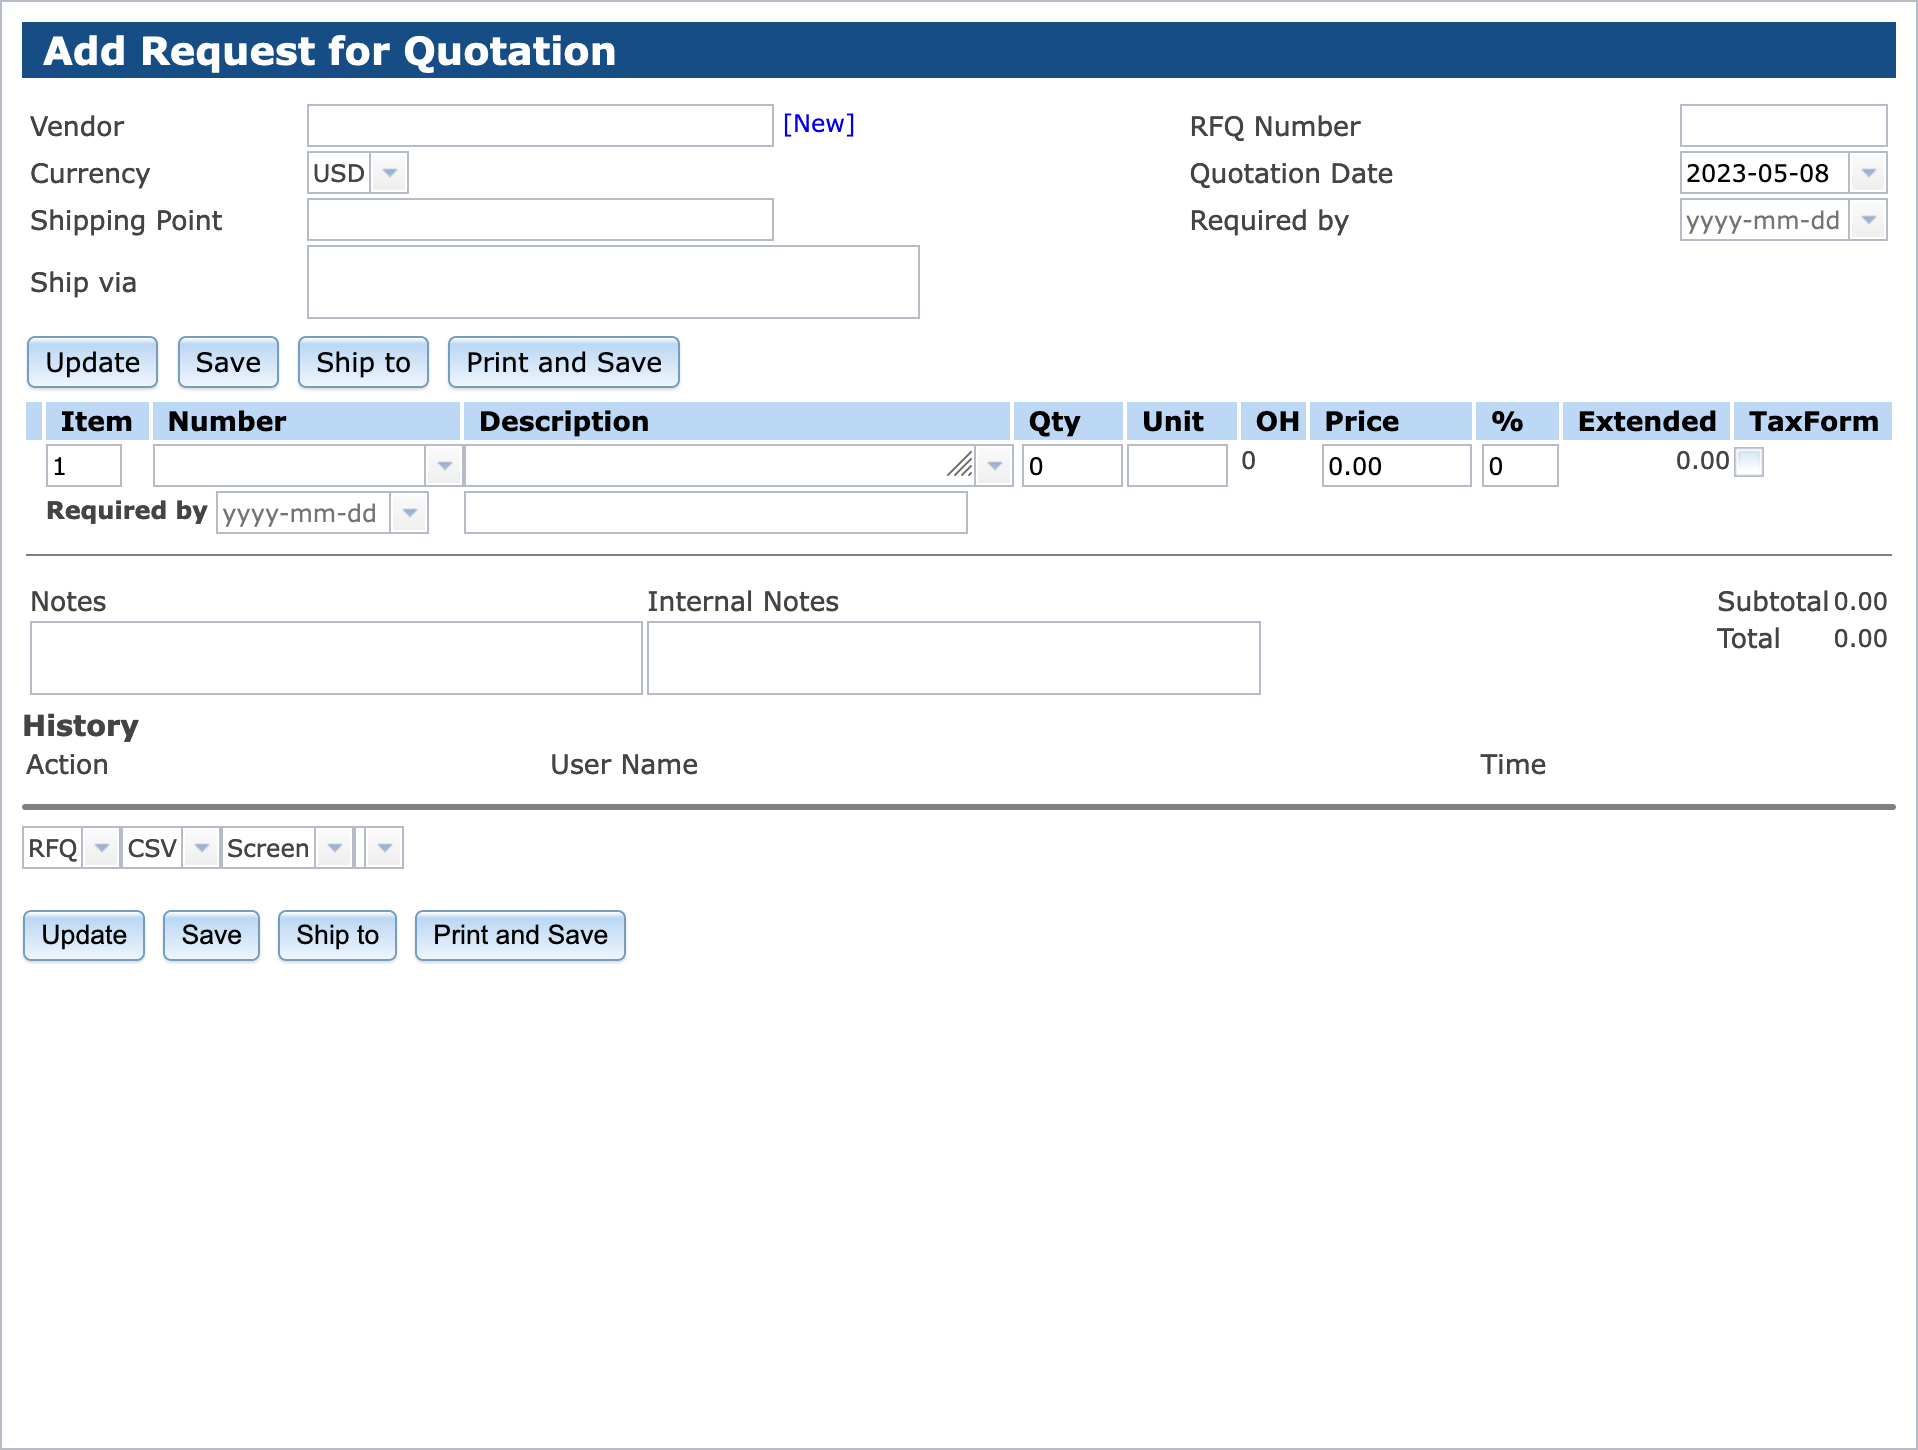 Add Request for Quotation
Vendor [New] RFQ Number
Currency USD Quotation Date 2023-05-08
Shipping Point Required by yyyy-mm-dd
Ship via
Update Save Ship to Print and Save
Item Number Description Qty Unit OH Price % Extended TaxForm
1 0 0 0.00 0 0.00
Required by yyyy-mm-dd
Notes Internal Notes Subtotal 0.00
Total 0.00
History
Action User Name Time
RFQ CSV Screen
Update Save Ship to Print and Save